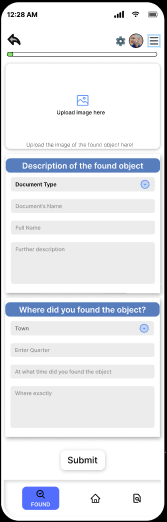 12:28 AM
Upload image here
Upload the image of the found object here!
Description of the found object
Document Type
Document's Name
Full Name
Further description
Where did you found the object?
Town
Enter Quarter
At what time did you found the object
Where exactly
Submit
FOUND